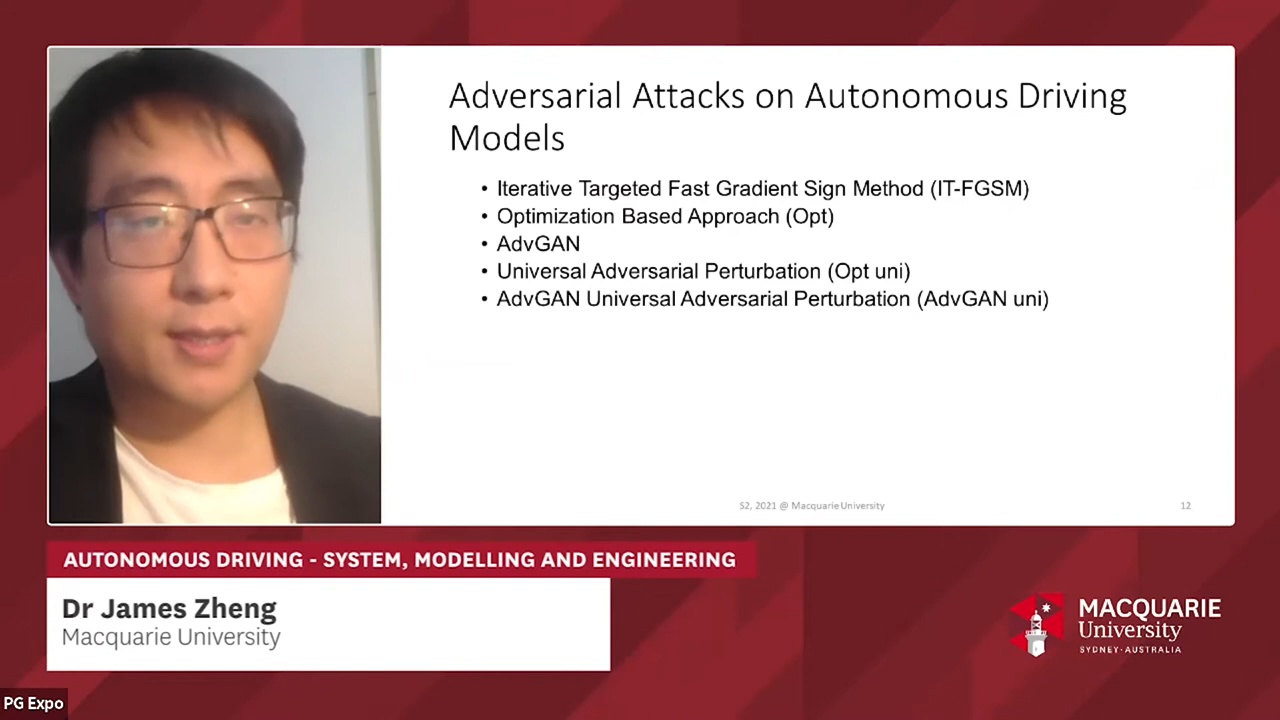 Adversarial Attacks on Autonomous Driving
Models
• Iterative Targeted Fast Gradient Sign Method (IT-FGSM)
• Optimization Based Approach (Opt)
• AdvGAN
• Universal Adversarial Perturbation (Opt uni)
• AdvGAN Universal Adversarial Perturbation (AdvGAN uni)
S2, 2021 @ Macquarie University
12
AUTONOMOUS DRIVING - SYSTEM, MODELLING AND ENGINEERING
Dr James Zheng
Macquarie University
MACQUARIE
University
SYDNEY·AUSTRALIA
PG Expo